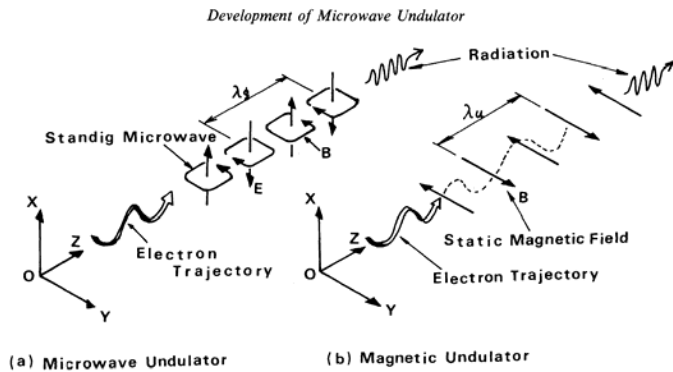 Development of Microwave Undulator
Radiation
λg
λu
Standig Microwave
B
E
B
X
Z
O
Y
Electron
Trajectory
Static Magnetic Field
X
Z
O
Y
Electron Trajectory
(a) Microwave Undulator
(b) Magnetic Undulator